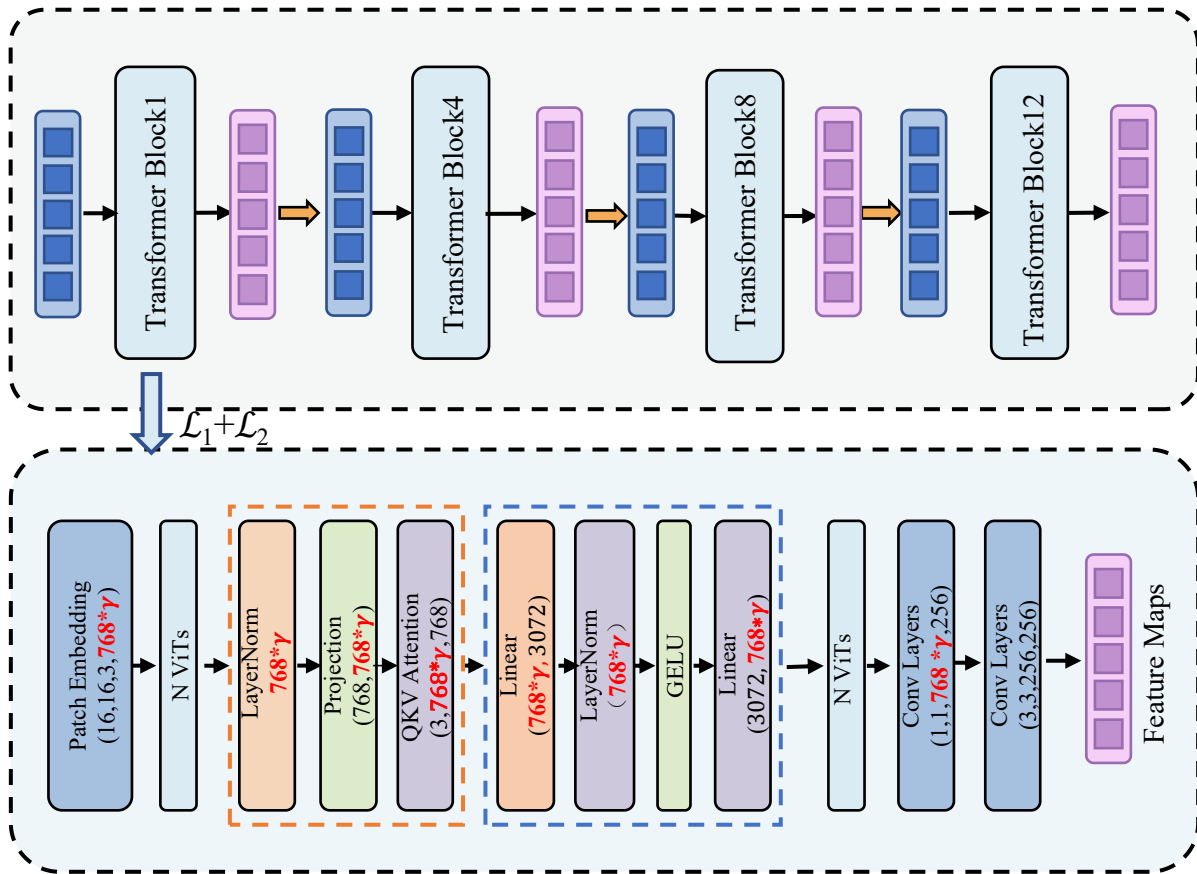 Transformer Block1
Transformer Block4
Transformer Block8
Transformer Block12
ℒ1+ℒ2
Patch Embedding
(16,16,3,768*γ)
N ViTs
LayerNorm
768*γ
Projection
(768,768*γ)
QKV Attention
(3,768*γ,768)
Linear
(768*γ, 3072)
LayerNorm
(768*γ)
GELU
Linear
(3072, 768*γ)
N ViTs
Conv Layers
(1,1,768 *γ,256)
Conv Layers
(3,3,256,256)
Feature Maps